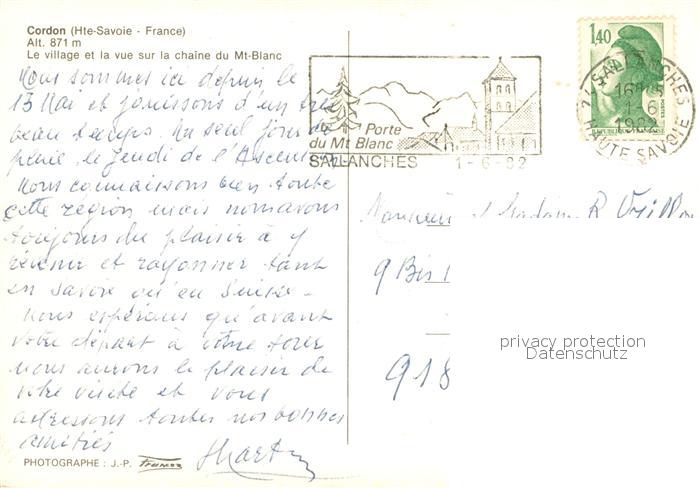 Cordon (Hte-Savoie - France)
Alt. 871 m
Le village et la vue sur la chaîne du Mt-Blanc
Nous sommes ici depuis le
13 Mai et jouissons d'un très
beau temps. Un seul jour de
pluie, le jeudi de l'Ascension
Nous connaissons bien toute
cette région mais nous avons
toujours du plaisir à y
revenir et rayonner tant
en Savoie qu'en Suisse -
Nous espérons qu'avant
votre départ à votre tour
nous aurons le plaisir de
votre visite et vous
adressons toutes nos bonnes
amitiés
PHOTOGRAPHE : J.-P.
Porte
du Mt Blanc
SALLANCHES 1-6-82
1,40
POSTES
74 SALLANCHES
16H15
1-6
1982
HAUTE SAVOIE
Monsieur et Madame R
9 Bis
918
privacy protection
Datenschutz